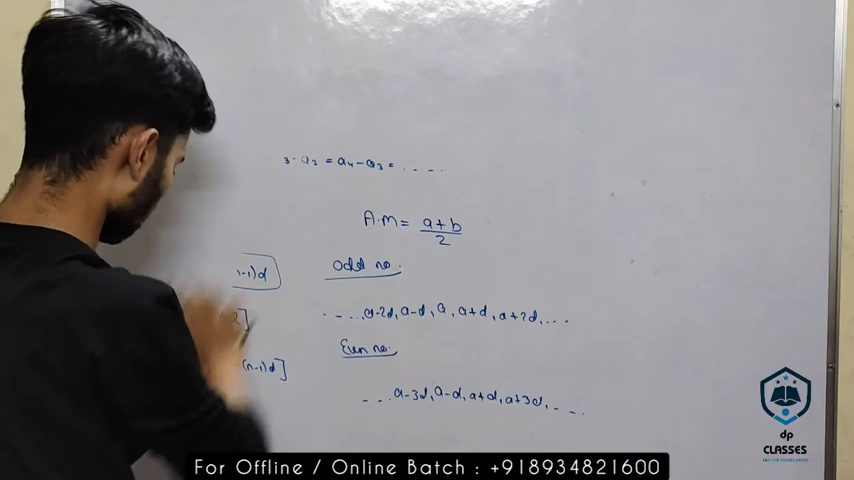 3-a₂ = a₄-a₃= .....
A.M = a+b/2
-1)d
Odd no.
- - ..,a-2d, a-d, a, a+d, a+2d, ...
]
Even no.
(n-1)d]
- - ..a-3d, a-d, a+d, a+3d, - - .
dp
CLASSES
For Offline / Online Batch : +918934821600